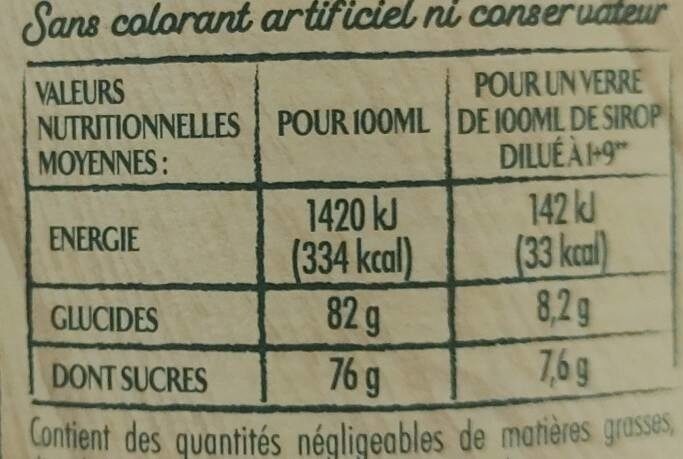 Sans colorant artificiel ni conservateur
VALEURS
NUTRITIONNELLES
MOYENNES :
POUR 100ML
POUR UN VERRE
DE 100ML DE SIROP
DILUÉ À 1+9**
ENERGIE
1420 kJ
(334 kcal)
142 kJ
(33 kcal)
GLUCIDES
82 g
8,2 g
DONT SUCRES
76 g
7,6 g
Contient des quantités négligeables de matières grasses,